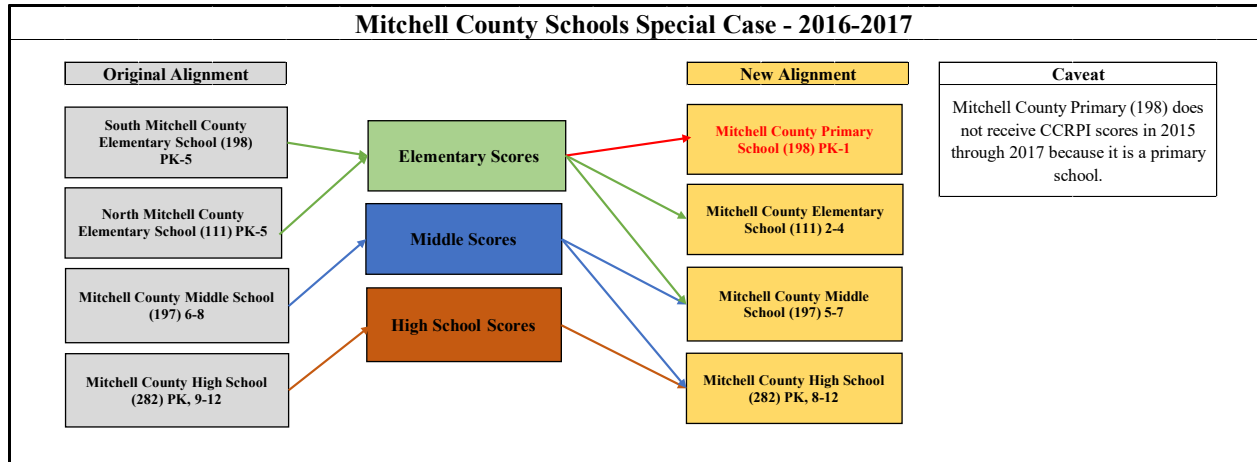 Mitchell County Schools Special Case - 2016-2017
Original Alignment
South Mitchell County
Elementary School (198)
PK-5
North Mitchell County
Elementary School (111) PK-5
Mitchell County Middle School
(197) 6-8
Mitchell County High School
(282) PK, 9-12
Elementary Scores
Middle Scores
High School Scores
New Alignment
Mitchell County Primary
School (198) PK-1
Mitchell County Elementary
School (111) 2-4
Mitchell County Middle
School (197) 5-7
Mitchell County High School
(282) PK, 8-12
Caveat
Mitchell County Primary (198) does
not receive CCRPI scores in 2015
through 2017 because it is a primary
school.